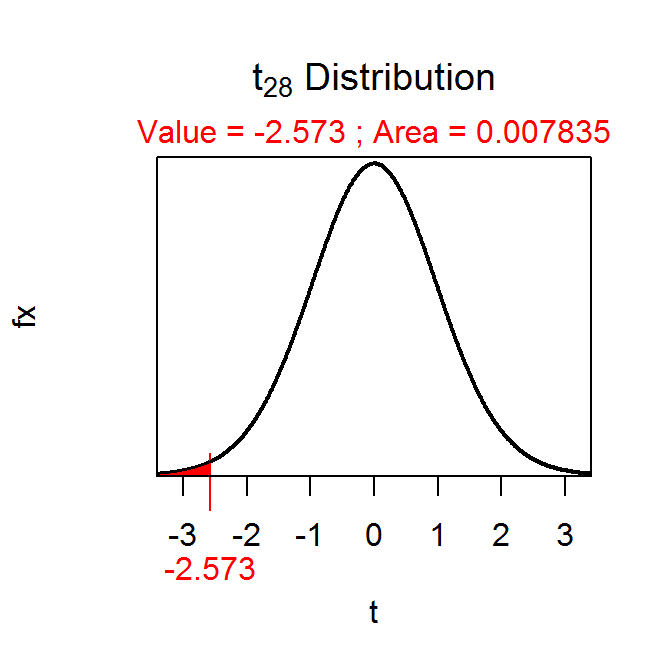 t₂₈ Distribution
Value = -2.573 ; Area = 0.007835
fx
-3 -2 -1 0 1 2 3
-2.573
t